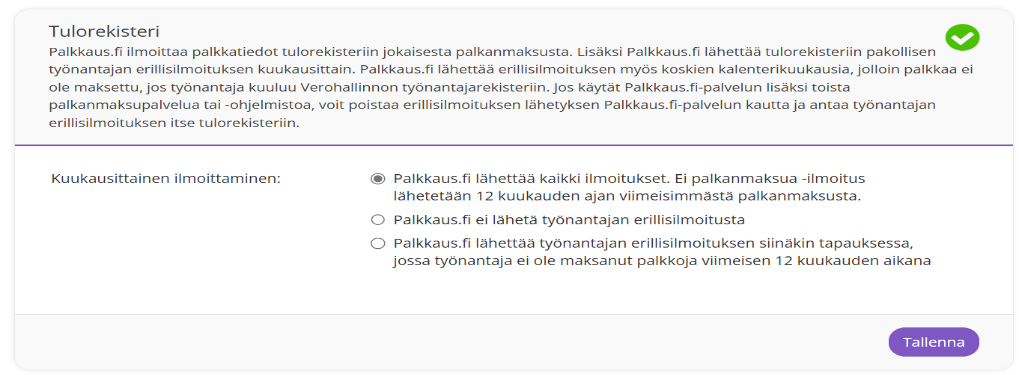 Tulorekisteri
Palkkaus.fi ilmoittaa palkkatiedot tulorekisteriin jokaisesta palkanmaksusta. Lisäksi Palkkaus.fi lähettää tulorekisteriin pakollisen
työnantajan erillisilmoituksen kuukausittain. Palkkaus.fi lähettää erillisilmoituksen myös koskien kalenterikuukausia, jolloin palkkaa ei
ole maksettu, jos työnantaja kuuluu Verohallinnon työnantajarekisteriin. Jos käytät Palkkaus.fi-palvelun lisäksi toista
palkanmaksupalvelua tai -ohjelmistoa, voit poistaa erillisilmoituksen lähetyksen Palkkaus.fi-palvelun kautta ja antaa työnantajan
erillisilmoituksen itse tulorekisteriin.
Kuukausittainen ilmoittaminen:
Palkkaus.fi lähettää kaikki ilmoitukset. Ei palkanmaksua -ilmoitus
lähetetään 12 kuukauden ajan viimeisimmästä palkanmaksusta.
Palkkaus.fi ei lähetä työnantajan erillisilmoitusta
Palkkaus.fi lähettää työnantajan erillisilmoituksen siinäkin tapauksessa,
jossa työnantaja ei ole maksanut palkkoja viimeisen 12 kuukauden aikana
Tallenna